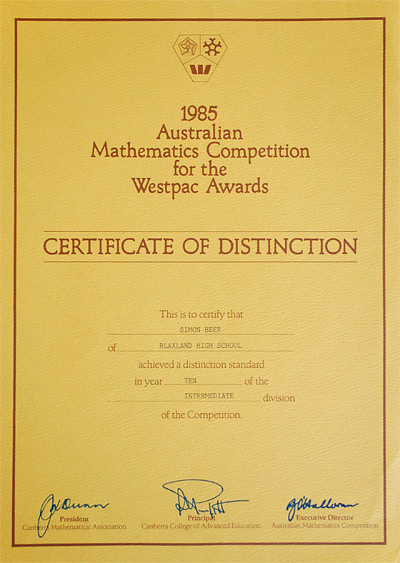 1985
Australian
Mathematics Competition
for the
Westpac Awards
CERTIFICATE OF DISTINCTION
This is to certify that
SIMON BEER
of BLAXLAND HIGH SCHOOL
achieved a distinction standard
in year TEN of the
INTERMEDIATE division
of the Competition.
President
Canberra Mathematical Association
Principal
Canberra College of Advanced Education
Executive Director
Australian Mathematics Competition